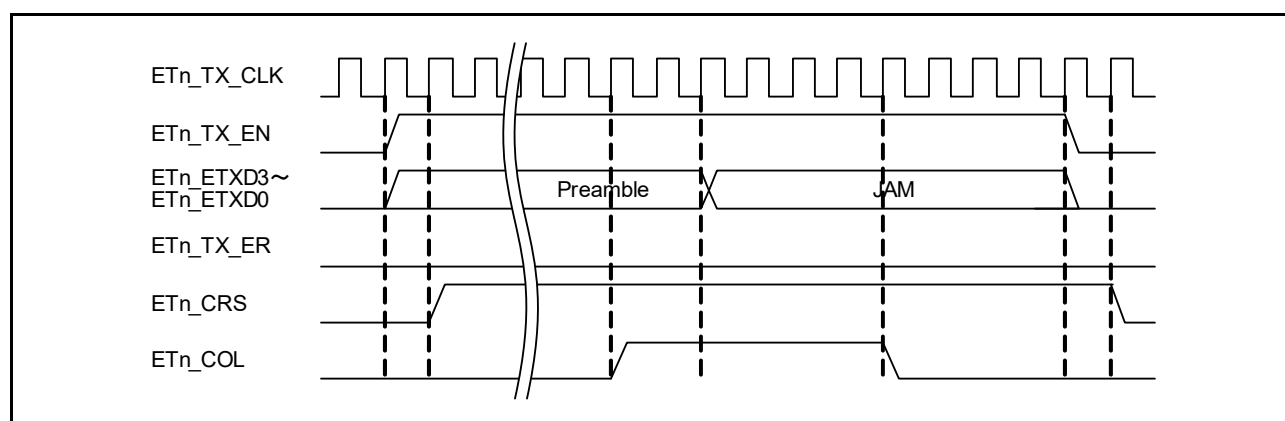 ETn_TX_CLK
ETn_TX_EN
ETn_ETXD3～
ETn_ETXD0
Preamble
JAM
ETn_TX_ER
ETn_CRS
ETn_COL